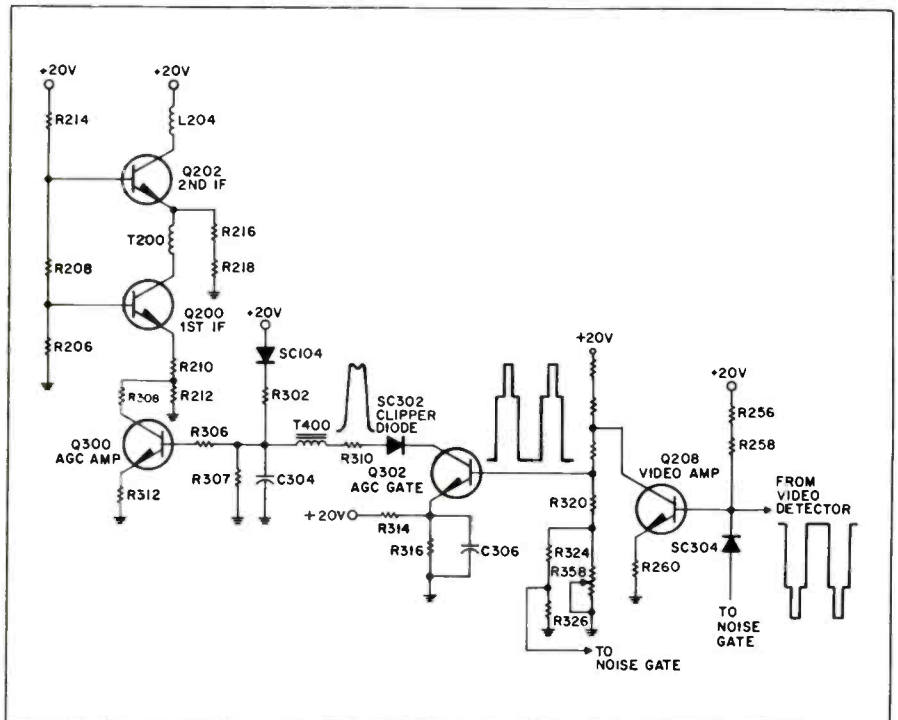 +20V
+20V
R214
L204
Q202
2ND IF
T200
R216
R218
R208
Q200
1ST IF
R206
R210
R212
R308
Q300
AGC AMP
R312
R306
R307
+20V
SC104
R302
C304
T400
R310
SC302
CLIPPER
DIODE
Q302
AGC GATE
+20V
R314
R316
C306
+20V
R320
R324
R358
R326
TO
NOISE GATE
Q208
VIDEO AMP
R260
+20V
R256
R258
SC304
TO
NOISE
GATE
FROM
VIDEO
DETECTOR